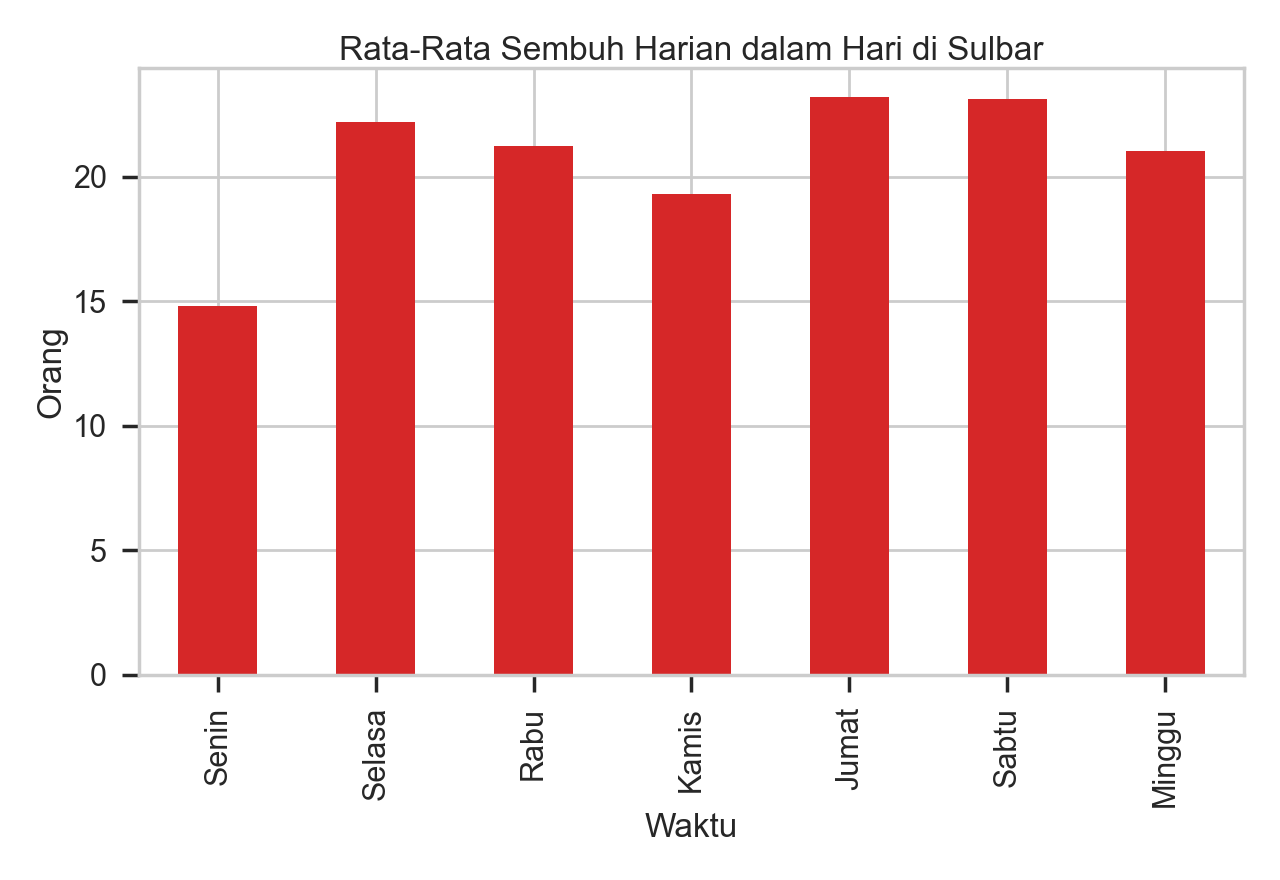 Rata-Rata Sembuh Harian dalam Hari di Sulbar
Orang
20
15
10
5
0
Senin
Selasa
Rabu
Kamis
Jumat
Sabtu
Minggu
Waktu